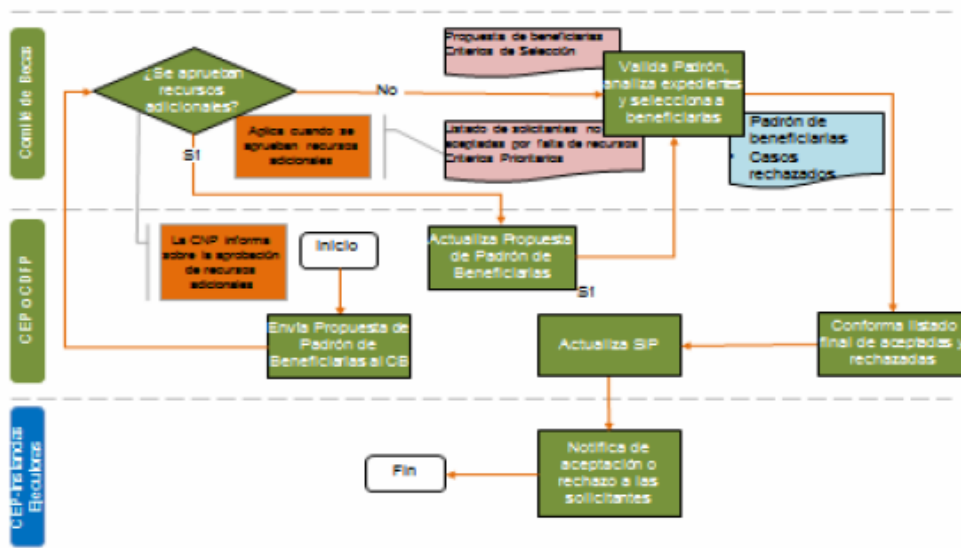 Comité de Becas
¿Se aprueban
recursos
adicionales?
No
Sí
Aplica cuando se
aprueban recursos
adicionales
Propuesta de beneficiarias
Criterios de Selección
Listado de solicitantes no
aceptadas por falta de recursos
Criterios Prioritarios
Valida Padrón,
analiza expedientes
y selecciona a
beneficiarias
Padrón de
beneficiarias
Casos
rechazados
CEP o CDFP
La CNP informa
sobre la aprobación
de recursos
adicionales
Inicio
Envía Propuesta de
Padrón de
Beneficiarias al CB
Actualiza Propuesta
de Padrón de
Beneficiarias
Sí
Actualiza SIP
Conforma listado
final de aceptadas y
rechazadas
CEP-Instancias
Ejecutoras
Fin
Notifica de
aceptación o
rechazo a las
solicitantes